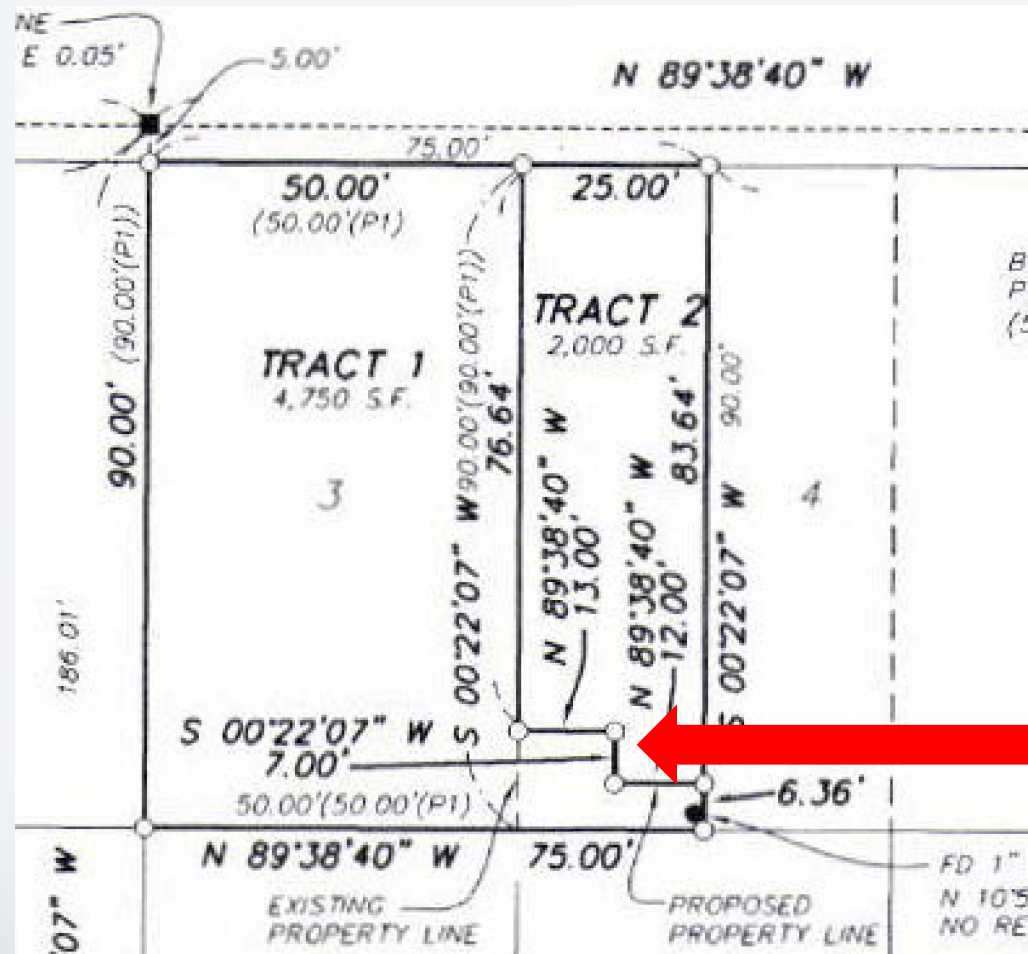 NE
E 0.05'
5.00'
N 89°38'40" W
75.00'
50.00'
(50.00'(P1)
25.00'
90.00' (90.00'(P1))
90.00'(90.00'(P1))
TRACT 1
4,750 S.F.
TRACT 2
2,000 S.F.
76.64'
S 00°22'07" W
N 89°38'40" W
13.00'
N 89°38'40" W
12.00'
83.64'
90.00'
S 00°22'07" W
3
4
186.01'
S 00°22'07" W
7.00'
50.00'(50.00'(P1)
6.36'
N 89°38'40" W
75.00'
07" W
EXISTING
PROPERTY LINE
PROPOSED
PROPERTY LINE
FD 1"
N 10°5
NO RE
B
P